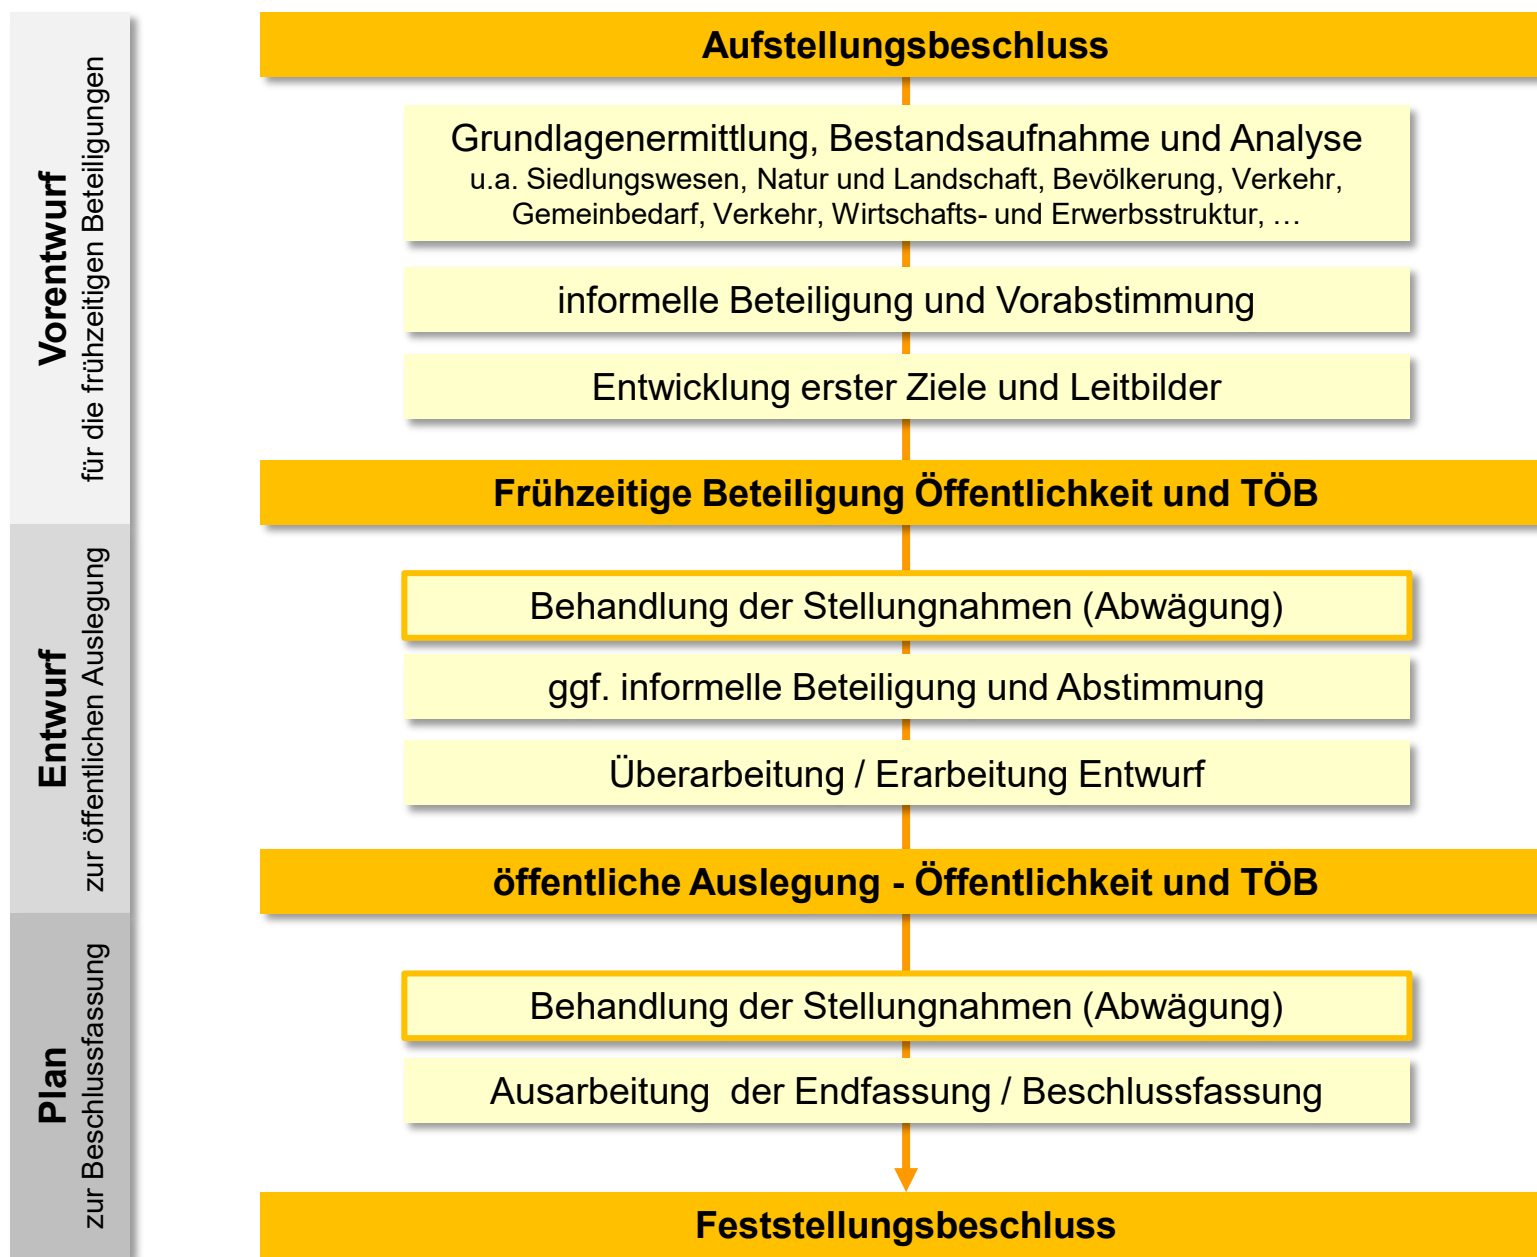 Vorentwurf
für die frühzeitigen Beteiligungen
Aufstellungsbeschluss
Grundlagenermittlung, Bestandsaufnahme und Analyse
u.a. Siedlungswesen, Natur und Landschaft, Bevölkerung, Verkehr,
Gemeinbedarf, Verkehr, Wirtschafts- und Erwerbsstruktur, …
informelle Beteiligung und Vorabstimmung
Entwicklung erster Ziele und Leitbilder
Frühzeitige Beteiligung Öffentlichkeit und TÖB
Entwurf
zur öffentlichen Auslegung
Behandlung der Stellungnahmen (Abwägung)
ggf. informelle Beteiligung und Abstimmung
Überarbeitung / Erarbeitung Entwurf
öffentliche Auslegung - Öffentlichkeit und TÖB
Plan
zur Beschlussfassung
Behandlung der Stellungnahmen (Abwägung)
Ausarbeitung  der Endfassung / Beschlussfassung
Feststellungsbeschluss